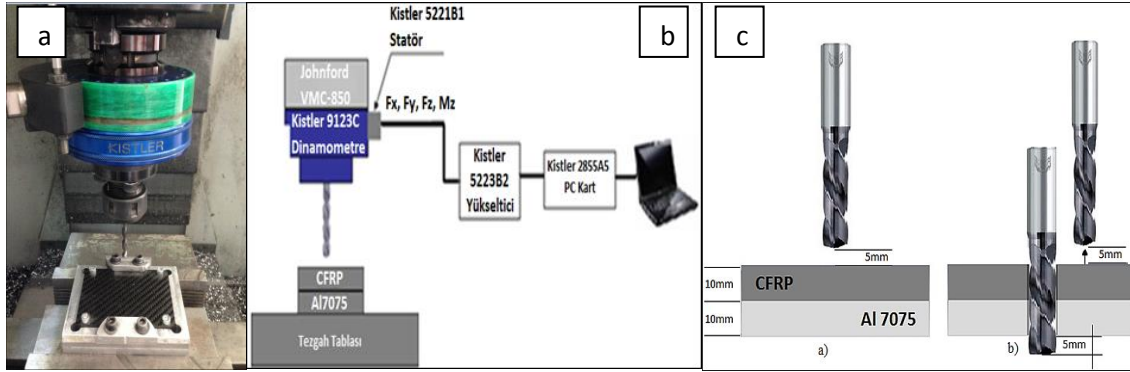 a
KISTLER
b
Kistler 5221B1
Statör
Johnford
VMC-850
Fx, Fy, Fz, Mz
Kistler 9123C
Dinamometre
Kistler
5223B2
Yükseltici
Kistler 2855A5
PC Kart
CFRP
Al7075
Tezgah Tablası
c
5mm
5mm
10mm
CFRP
10mm
Al 7075
5mm
a)
b)